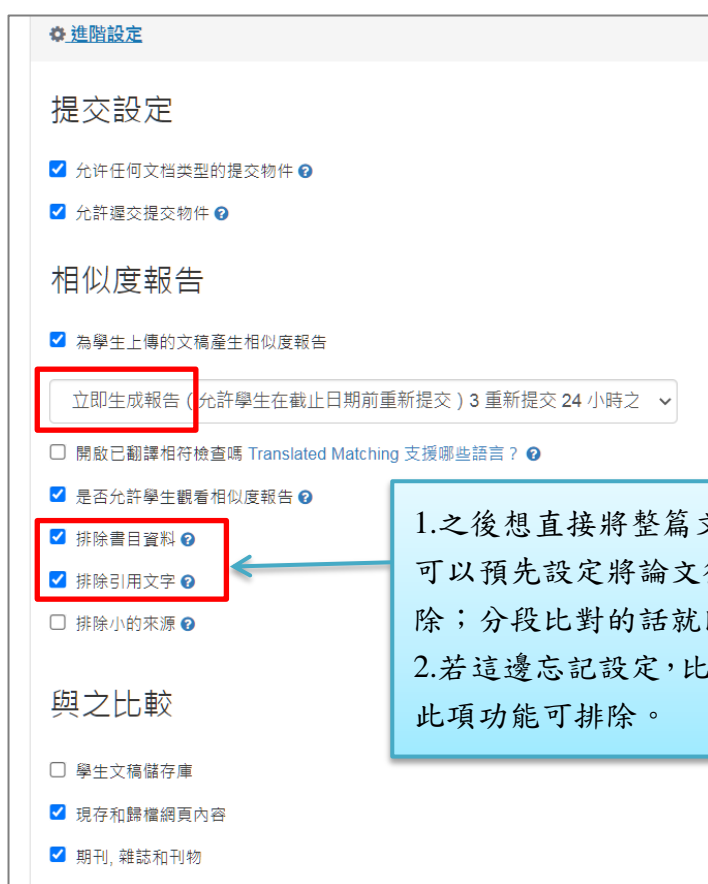 進階設定
提交設定
允许任何文档类型的提交物件
允許遲交提交物件
相似度報告
為學生上傳的文稿產生相似度報告
立即生成報告 ( 允許學生在截止日期前重新提交 ) 3 重新提交 24 小時之
開啟已翻譯相符檢查嗎 Translated Matching 支援哪些語言？
是否允許學生觀看相似度報告
排除書目資料
排除引用文字
排除小的來源
1.之後想直接將整篇
可以預先設定將論文
除；分段比對的話就
2.若這邊忘記設定，比
此項功能可排除。
與之比較
學生文稿儲存庫
現存和歸檔網頁內容
期刊, 雜誌和刊物